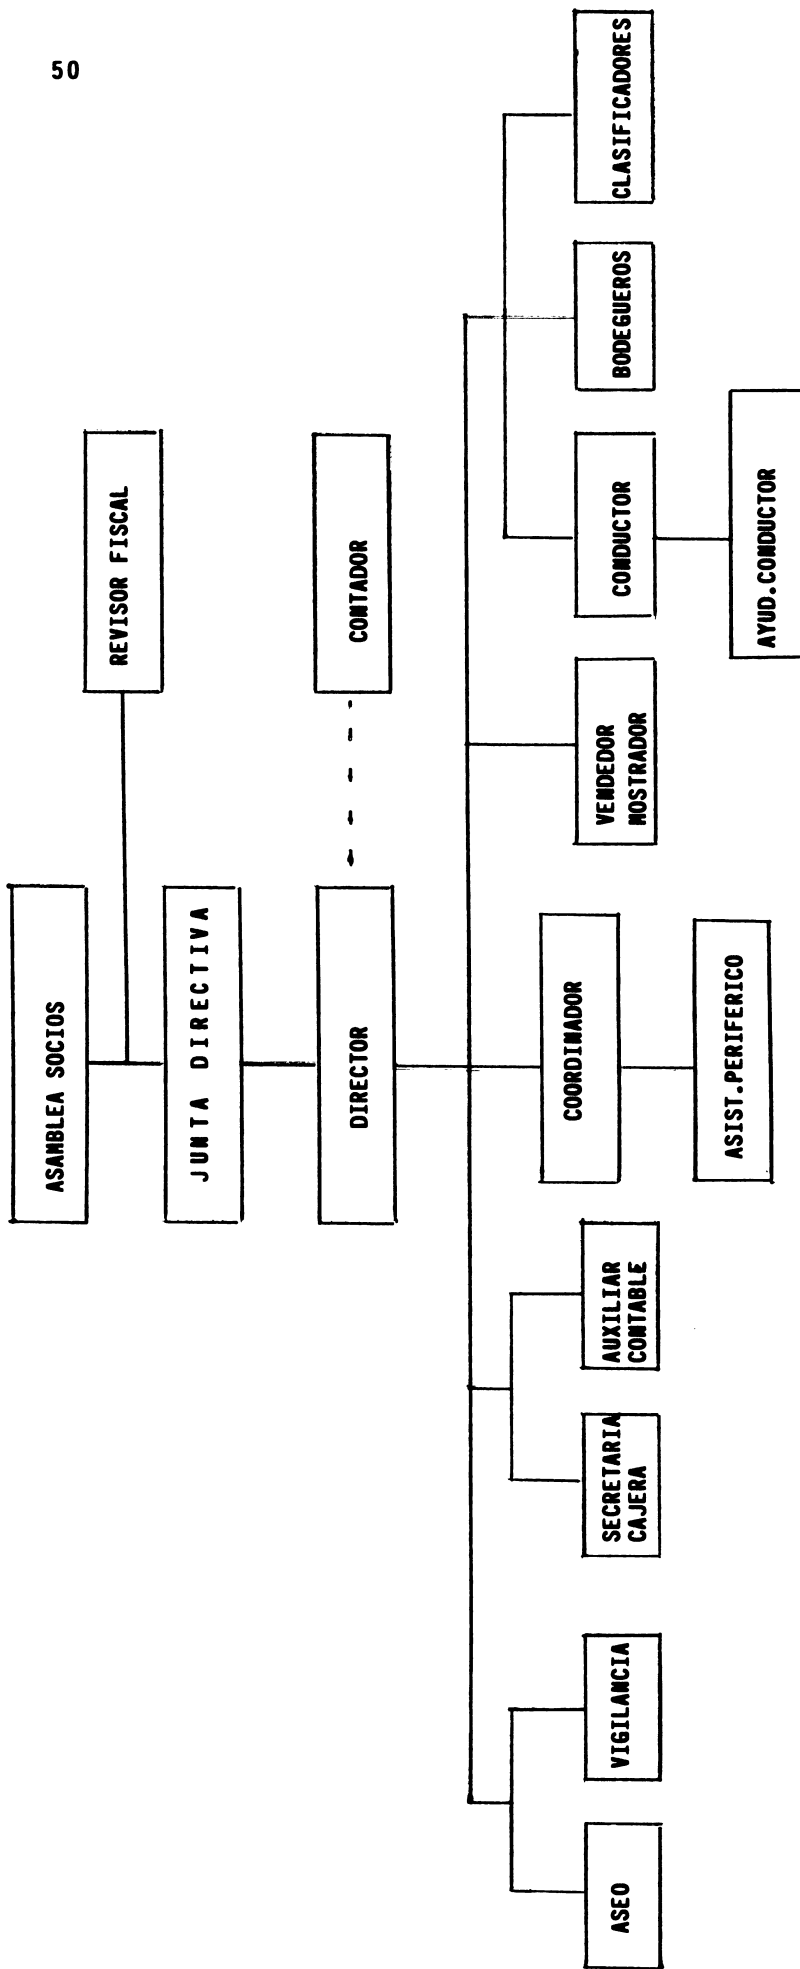 50
ASAMBLEA SOCIOS
REVISOR FISCAL
JUNTA DIRECTIVA
DIRECTOR
CONTADOR
ASEO
VIGILANCIA
SECRETARIA
CAJERA
AUXILIAR
CONTABLE
COORDINADOR
VENDEDOR
MOSTRADOR
CONDUCTOR
BODEGUEROS
CLASIFICADORES
ASIST.PERIFERICO
AYUD.CONDUCTOR